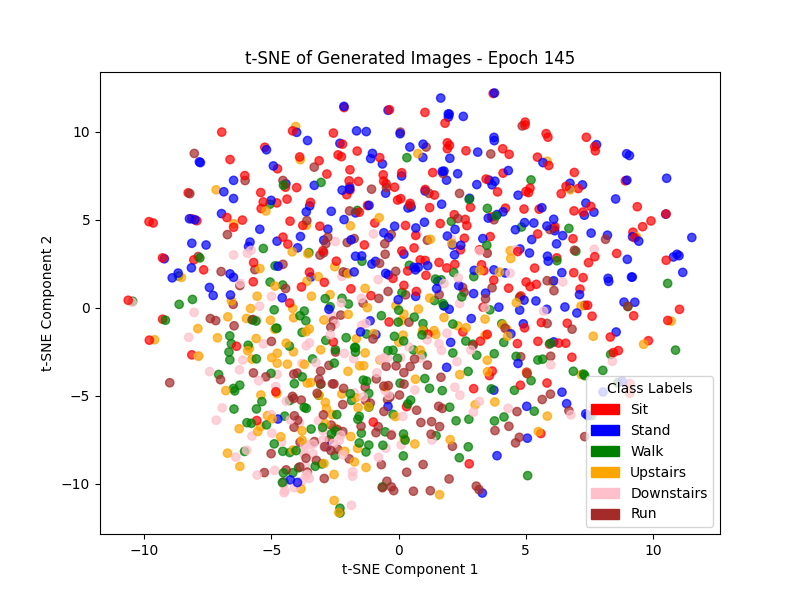 t-SNE of Generated Images - Epoch 145
10
5
0
−5
−10
t-SNE Component 2
−10
−5
0
5
10
t-SNE Component 1
Class Labels
Sit
Stand
Walk
Upstairs
Downstairs
Run